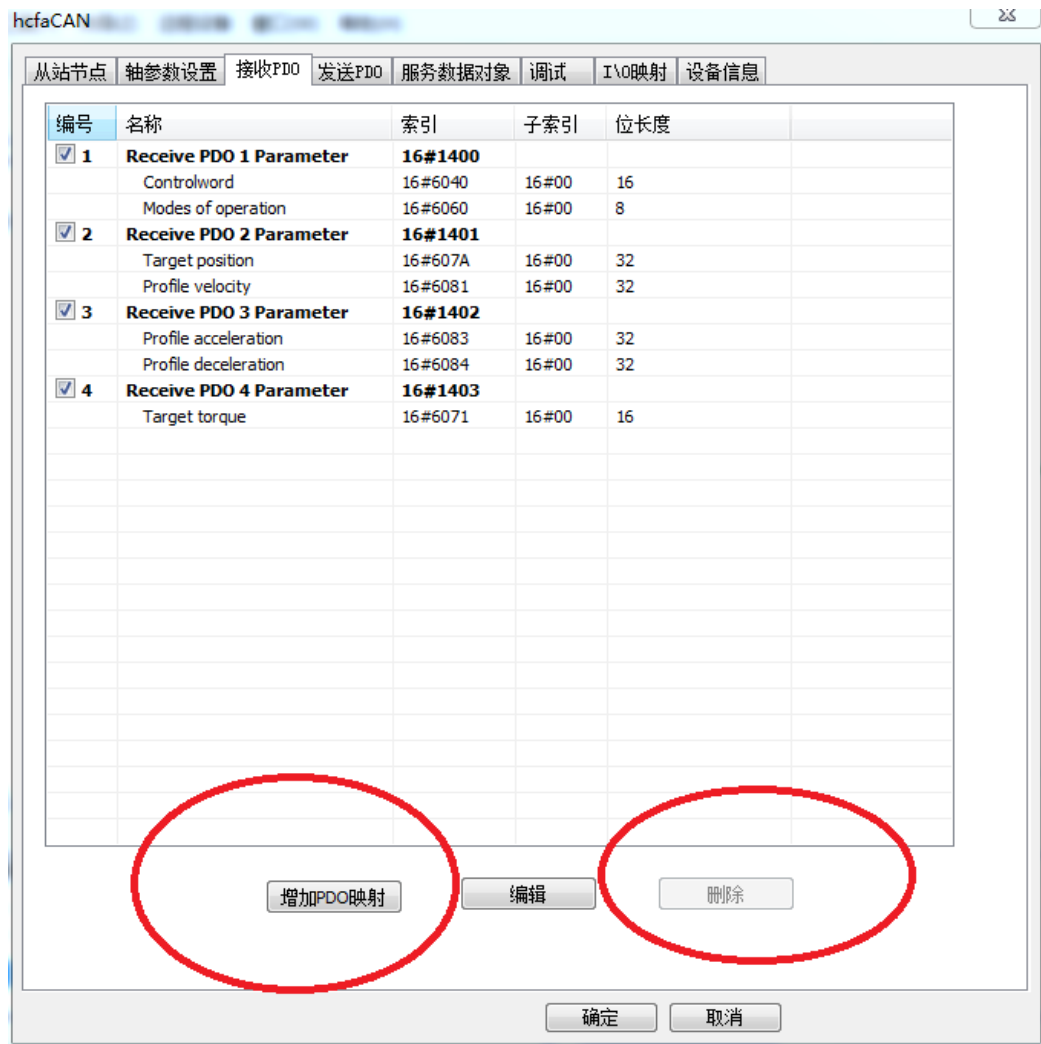 hcfaCAN
从站节点 轴参数设置 接收PDO 发送PDO 服务数据对象 调试 I\O映射 设备信息
编号 名称 索引 子索引 位长度
1 Receive PDO 1 Parameter 16#1400
Controlword 16#6040 16#00 16
Modes of operation 16#6060 16#00 8
2 Receive PDO 2 Parameter 16#1401
Target position 16#607A 16#00 32
Profile velocity 16#6081 16#00 32
3 Receive PDO 3 Parameter 16#1402
Profile acceleration 16#6083 16#00 32
Profile deceleration 16#6084 16#00 32
4 Receive PDO 4 Parameter 16#1403
Target torque 16#6071 16#00 16
增加PDO映射 编辑 删除
确定 取消